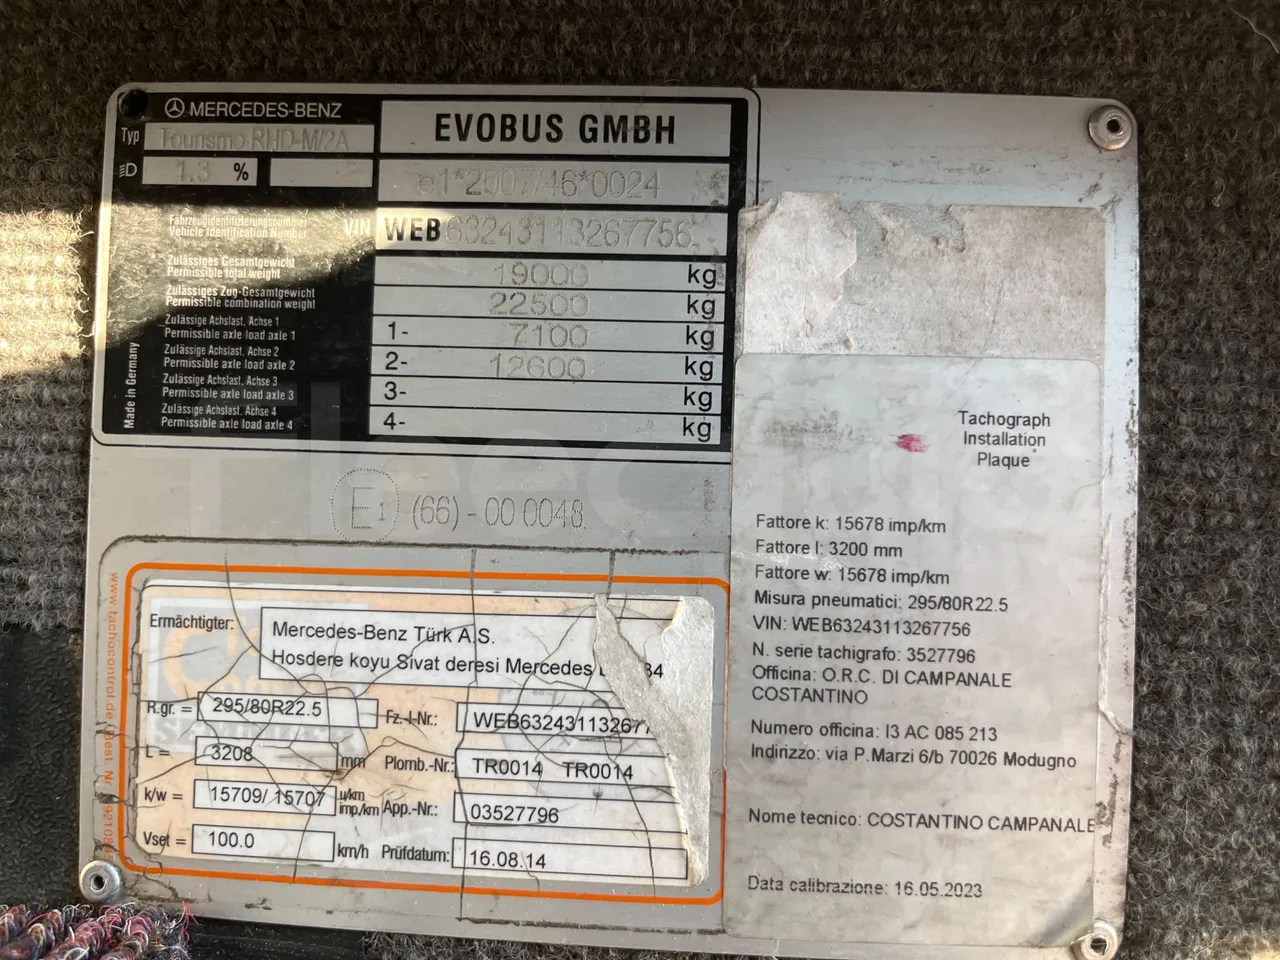 MERCEDES-BENZ
EVOBUS GMBH
Typ Tourismo RHD-M/2A
1.3 %
e1*2007/46*0024
Fahrzeugidentifizierungsnummer
Vehicle Identification Number
VIN WEB63243113267756
Zulässiges Gesamtgewicht
Permissible total weight
19000 kg
Zulässiges Zug-Gesamtgewicht
Permissible combination weight
22500 kg
Zulässige Achslast, Achse 1
Permissible axle load axle 1
1- 7100 kg
Zulässige Achslast, Achse 2
Permissible axle load axle 2
2- 12600 kg
Zulässige Achslast, Achse 3
Permissible axle load axle 3
3- kg
Zulässige Achslast, Achse 4
Permissible axle load axle 4
4- kg
Made in Germany
E1 (66) - 00 0048
www.tachocontrol.de
Ermächtigter: Mercedes-Benz Türk A.S.
Hosdere koyu Sivat deresi Mercedes
R.gr. = 295/80R22.5
Fz.-I-Nr.: WEB632431132677
L = 3208 mm
Plomb.-Nr.: TR0014 TR0014
k/w = 15709/ 15707 u/km imp./km
App.-Nr.: 03527796
Vset = 100.0 km/h
Prüfdatum: 16.08.14
Tachograph
Installation
Plaque
Fattore k: 15678 imp/km
Fattore l: 3200 mm
Fattore w: 15678 imp/km
Misura pneumatici: 295/80R22.5
VIN: WEB63243113267756
N. serie tachigrafo: 3527796
Officina: O.R.C. DI CAMPANALE
COSTANTINO
Numero officina: I3 AC 085 213
Indinzzo: via P.Marzi 6/b 70026 Modugno
Nome tecnico: COSTANTINO CAMPANALE
Data calibrazione: 16.05.2023